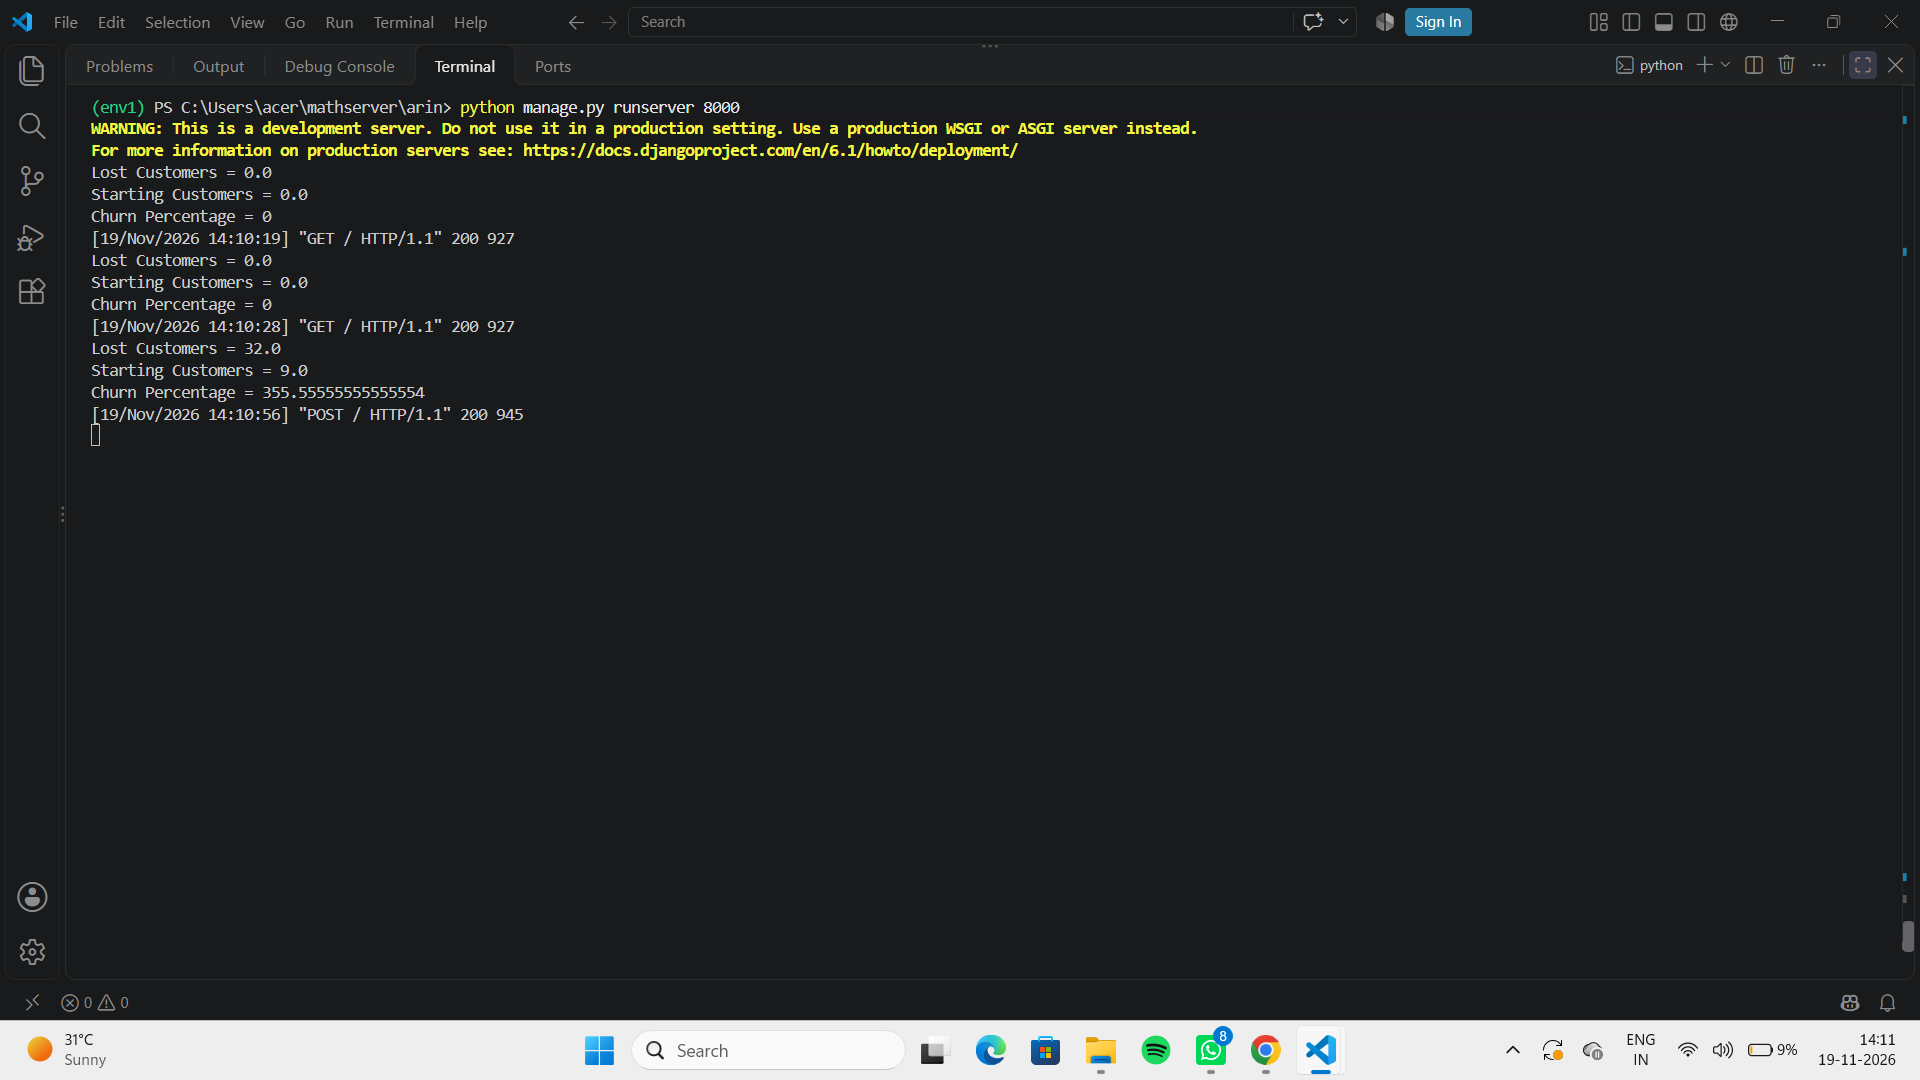 File Edit Selection View Go Run Terminal Help Search Sign In
Problems Output Debug Console Terminal Ports python
(env1) PS C:\Users\acer\mathserver\arin> python manage.py runserver 8000
WARNING: This is a development server. Do not use it in a production setting. Use a production WSGI or ASGI server instead.
For more information on production servers see: https://docs.djangoproject.com/en/6.1/howto/deployment/
Lost Customers = 0.0
Starting Customers = 0.0
Churn Percentage = 0
[19/Nov/2026 14:10:19] "GET / HTTP/1.1" 200 927
Lost Customers = 0.0
Starting Customers = 0.0
Churn Percentage = 0
[19/Nov/2026 14:10:28] "GET / HTTP/1.1" 200 927
Lost Customers = 32.0
Starting Customers = 9.0
Churn Percentage = 355.55555555555554
[19/Nov/2026 14:10:56] "POST / HTTP/1.1" 200 945
0 0
31°C
Sunny
Search
8
ENG
IN
9%
14:11
19-11-2026